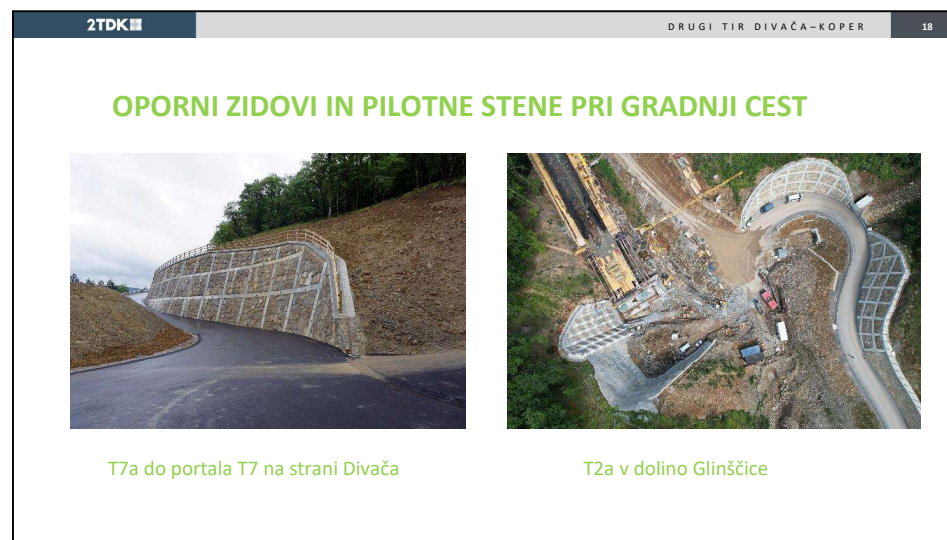 2TDK
DRUGI TIR DIVAČA–KOPER
18
OPORNI ZIDOVI IN PILOTNE STENE PRI GRADNJI CEST
T7a do portala T7 na strani Divača
T2a v dolino Glinščice